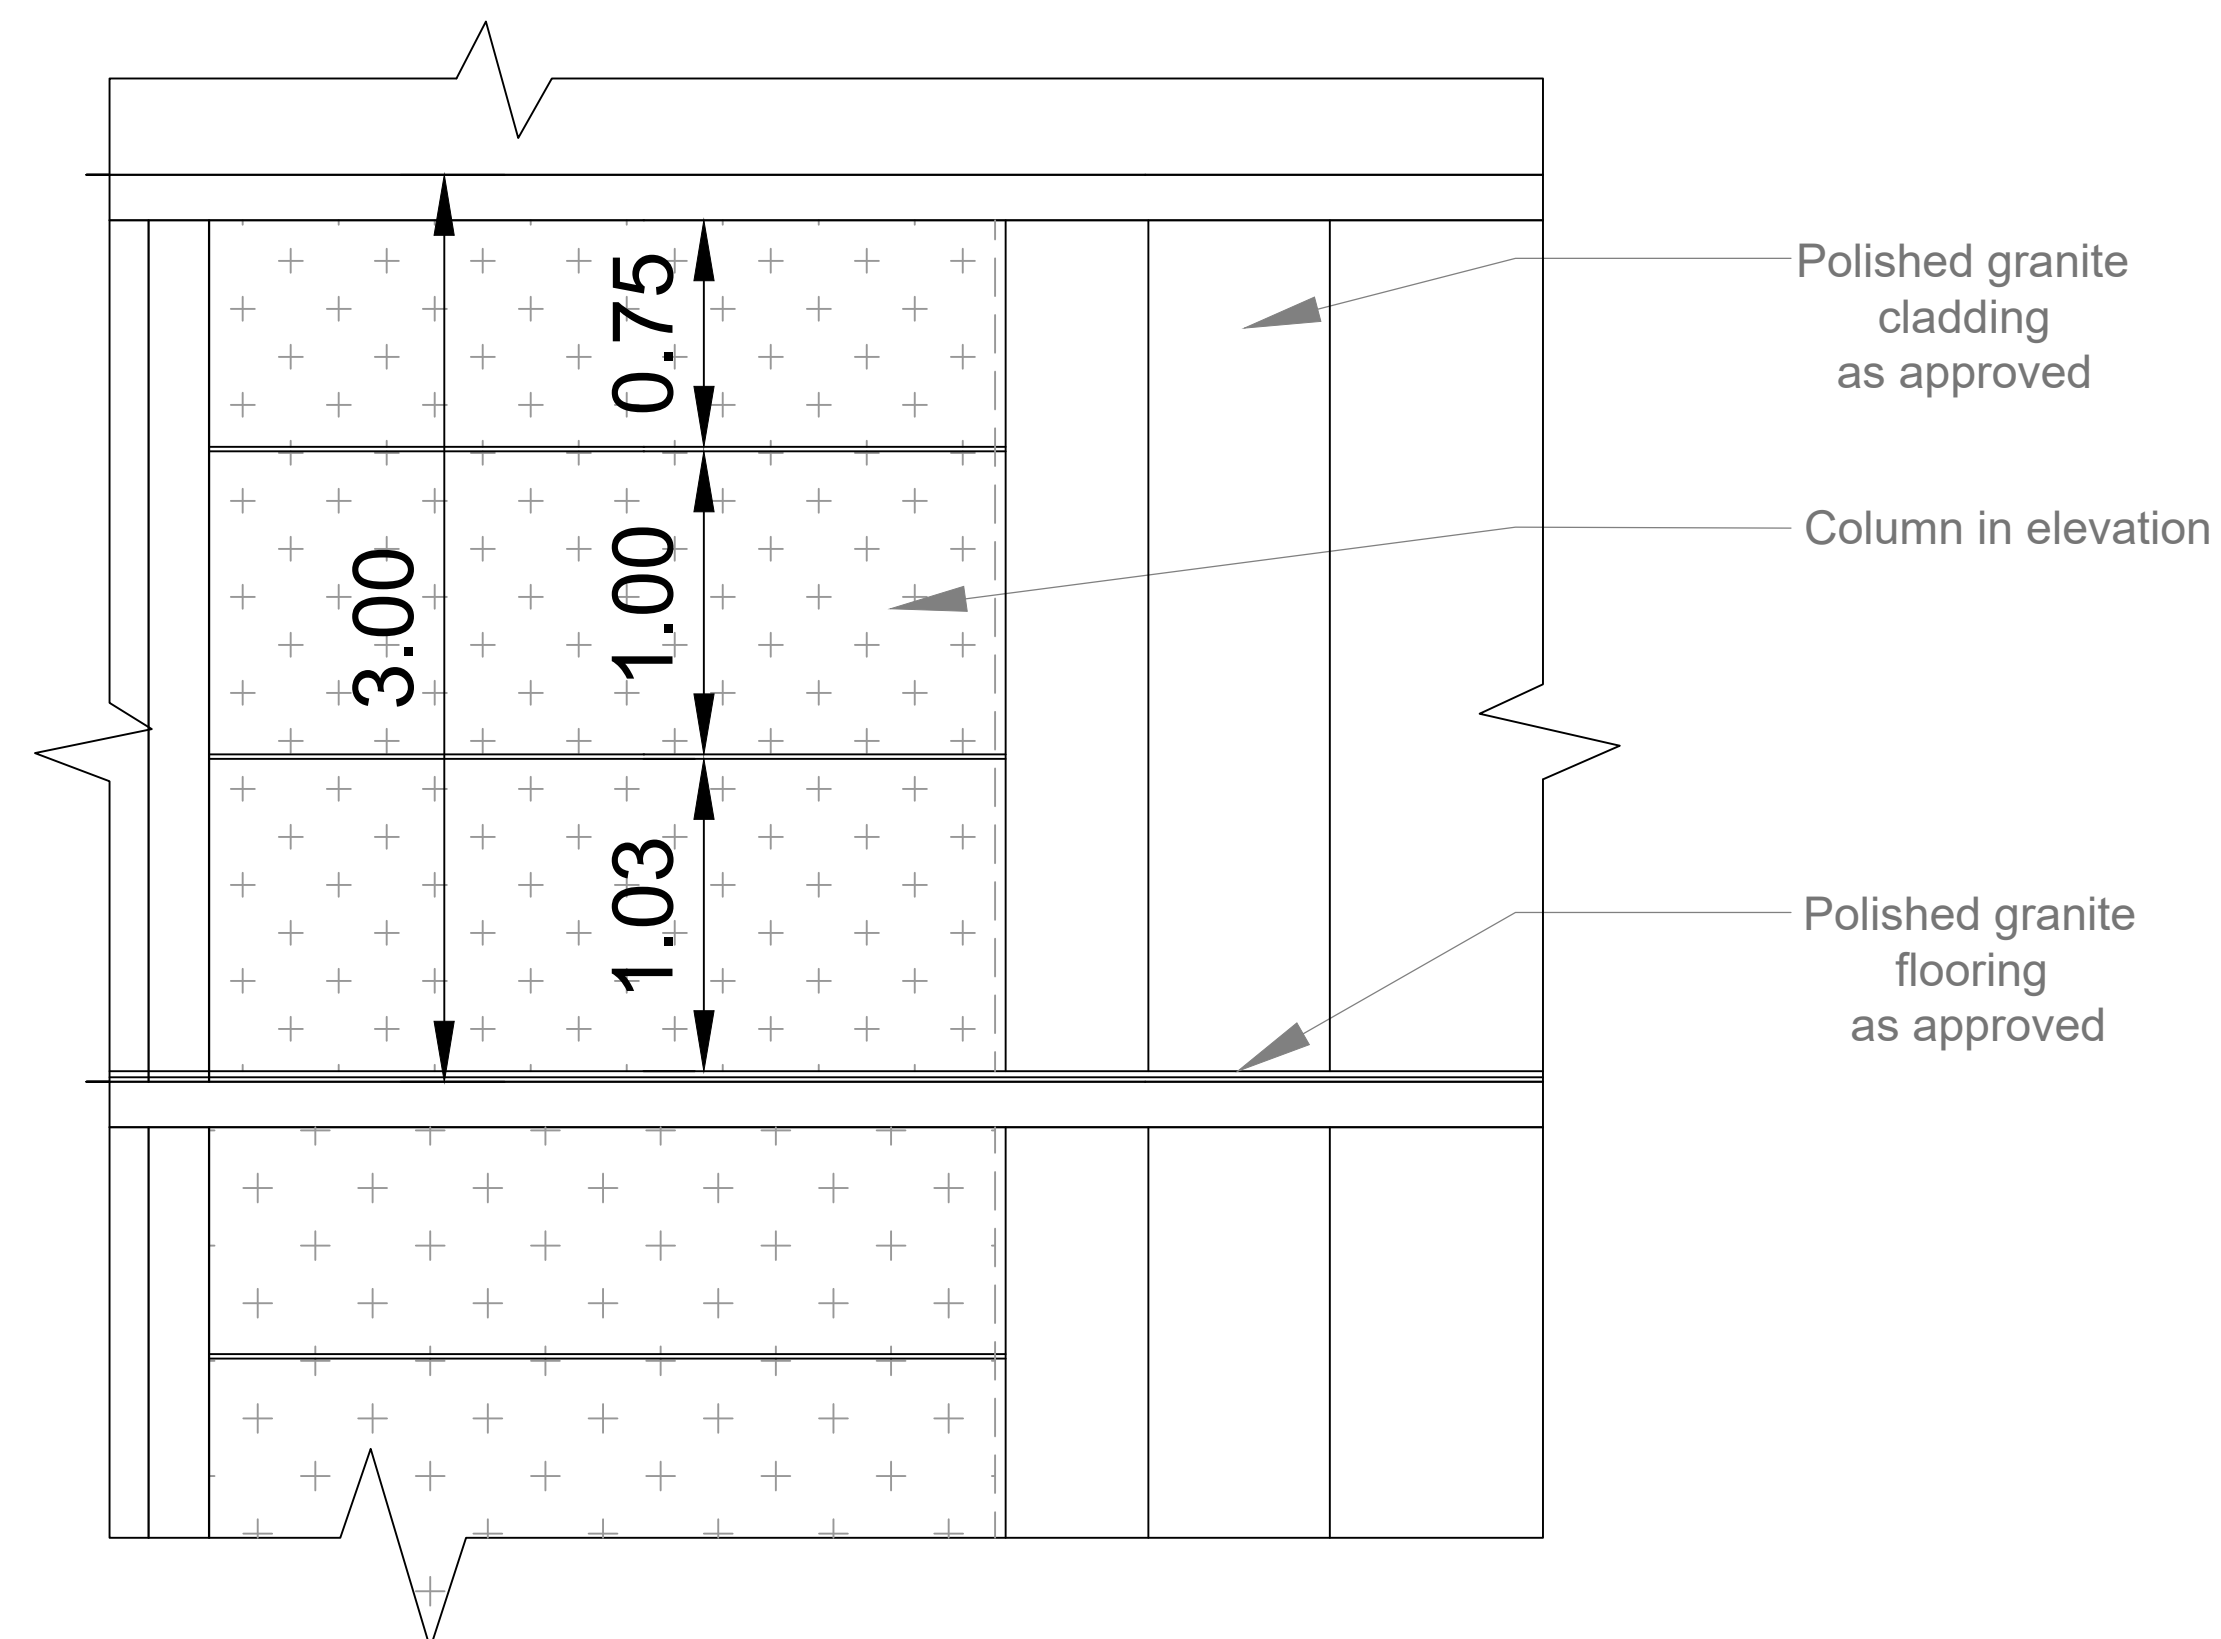 0.75
1.00
3.00
1.03
Polished granite
cladding
as approved
Column in elevation
Polished granite
flooring
as approved